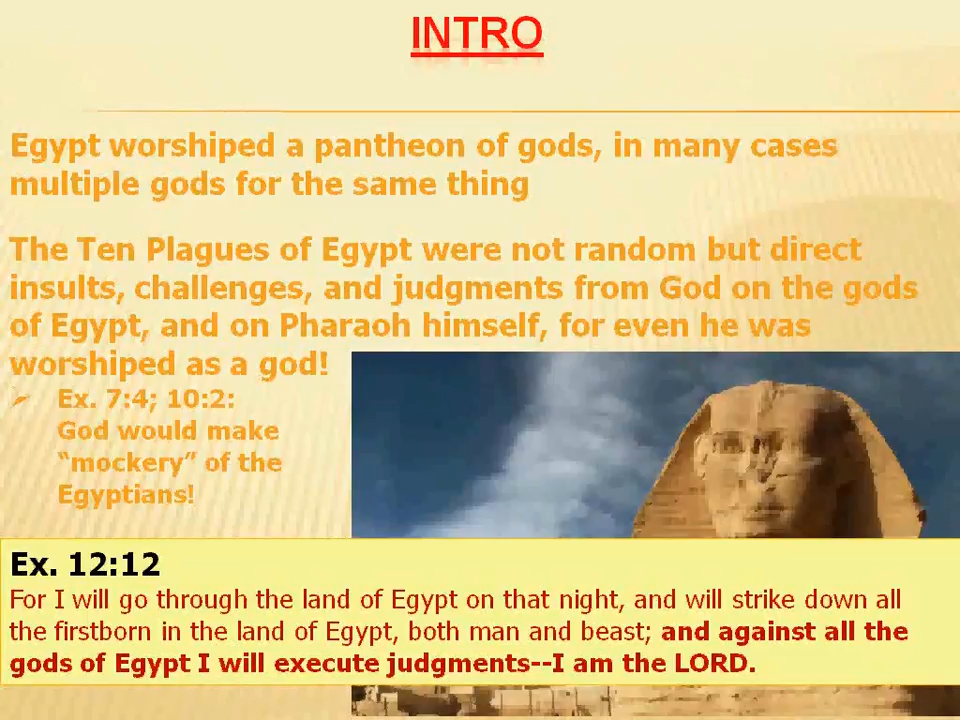 INTRO
Egypt worshiped a pantheon of gods, in many cases
multiple gods for the same thing
The Ten Plagues of Egypt were not random but direct
insults, challenges, and judgments from God on the gods
of Egypt, and on Pharaoh himself, for even he was
worshiped as a god!
Ex. 7:4; 10:2:
God would make
“mockery” of the
Egyptians!
Ex. 12:12
For I will go through the land of Egypt on that night, and will strike down all
the firstborn in the land of Egypt, both man and beast; and against all the
gods of Egypt I will execute judgments--I am the LORD.